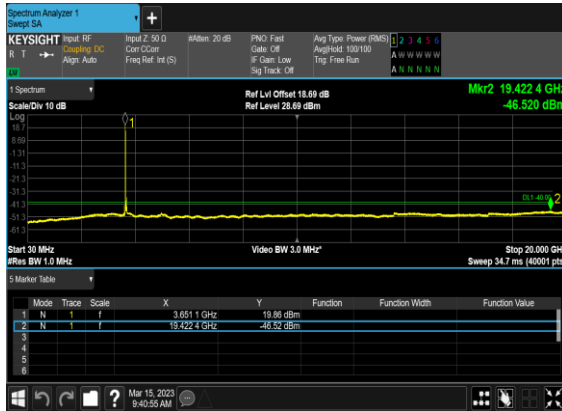 Spectrum Analyzer 1
Swept SA
KEYSIGHT
R T
Input: RF
Coupling: DC
Align: Auto
Input Z: 50 Ω
Corr CCorr
Freq Ref: Int (S)
#Atten: 20 dB
PNO: Fast
Gate: Off
IF Gain: Low
Sig Track: Off
Avg Type: Power (RMS)
Avg|Hold: 100/100
Trig: Free Run
1 2 3 4 5 6
A W W W W W
A N N N N N
1 Spectrum
Scale/Div 10 dB
Log
Ref Lvl Offset 18.69 dB
Ref Level 28.69 dBm
Mkr2 19.422 4 GHz
-46.520 dBm
18.7
8.69
-1.31
-11.3
-21.3
-31.3
-41.3
-51.3
-61.3
1
DL1 -40.00
2
Start 30 MHz
#Res BW 1.0 MHz
Video BW 3.0 MHz*
Stop 20.000 GH
Sweep 34.7 ms (40001 pts
5 Marker Table
Mode Trace Scale X Y Function Function Width Function Value
1 N 1 f 3.651 1 GHz 19.86 dBm
2 N 1 f 19.422 4 GHz -46.52 dBm
3
4
5
6
?
Mar 15, 2023
9:40:55 AM